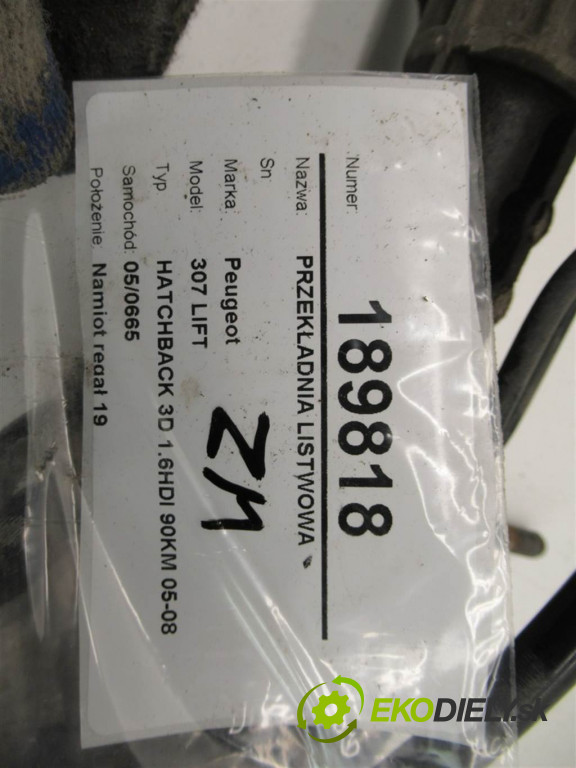 Numer: 189818
Nazwa: PRZEKŁADNIA LISTWOWA
Sn:
Marka: Peugeot
Model: 307 LIFT
Typ HATCHBACK 3D 1.6HDI 90KM 05-08
Samochód: 05/0665
Położenie: Namiot regał 19
EKODIELY.SK